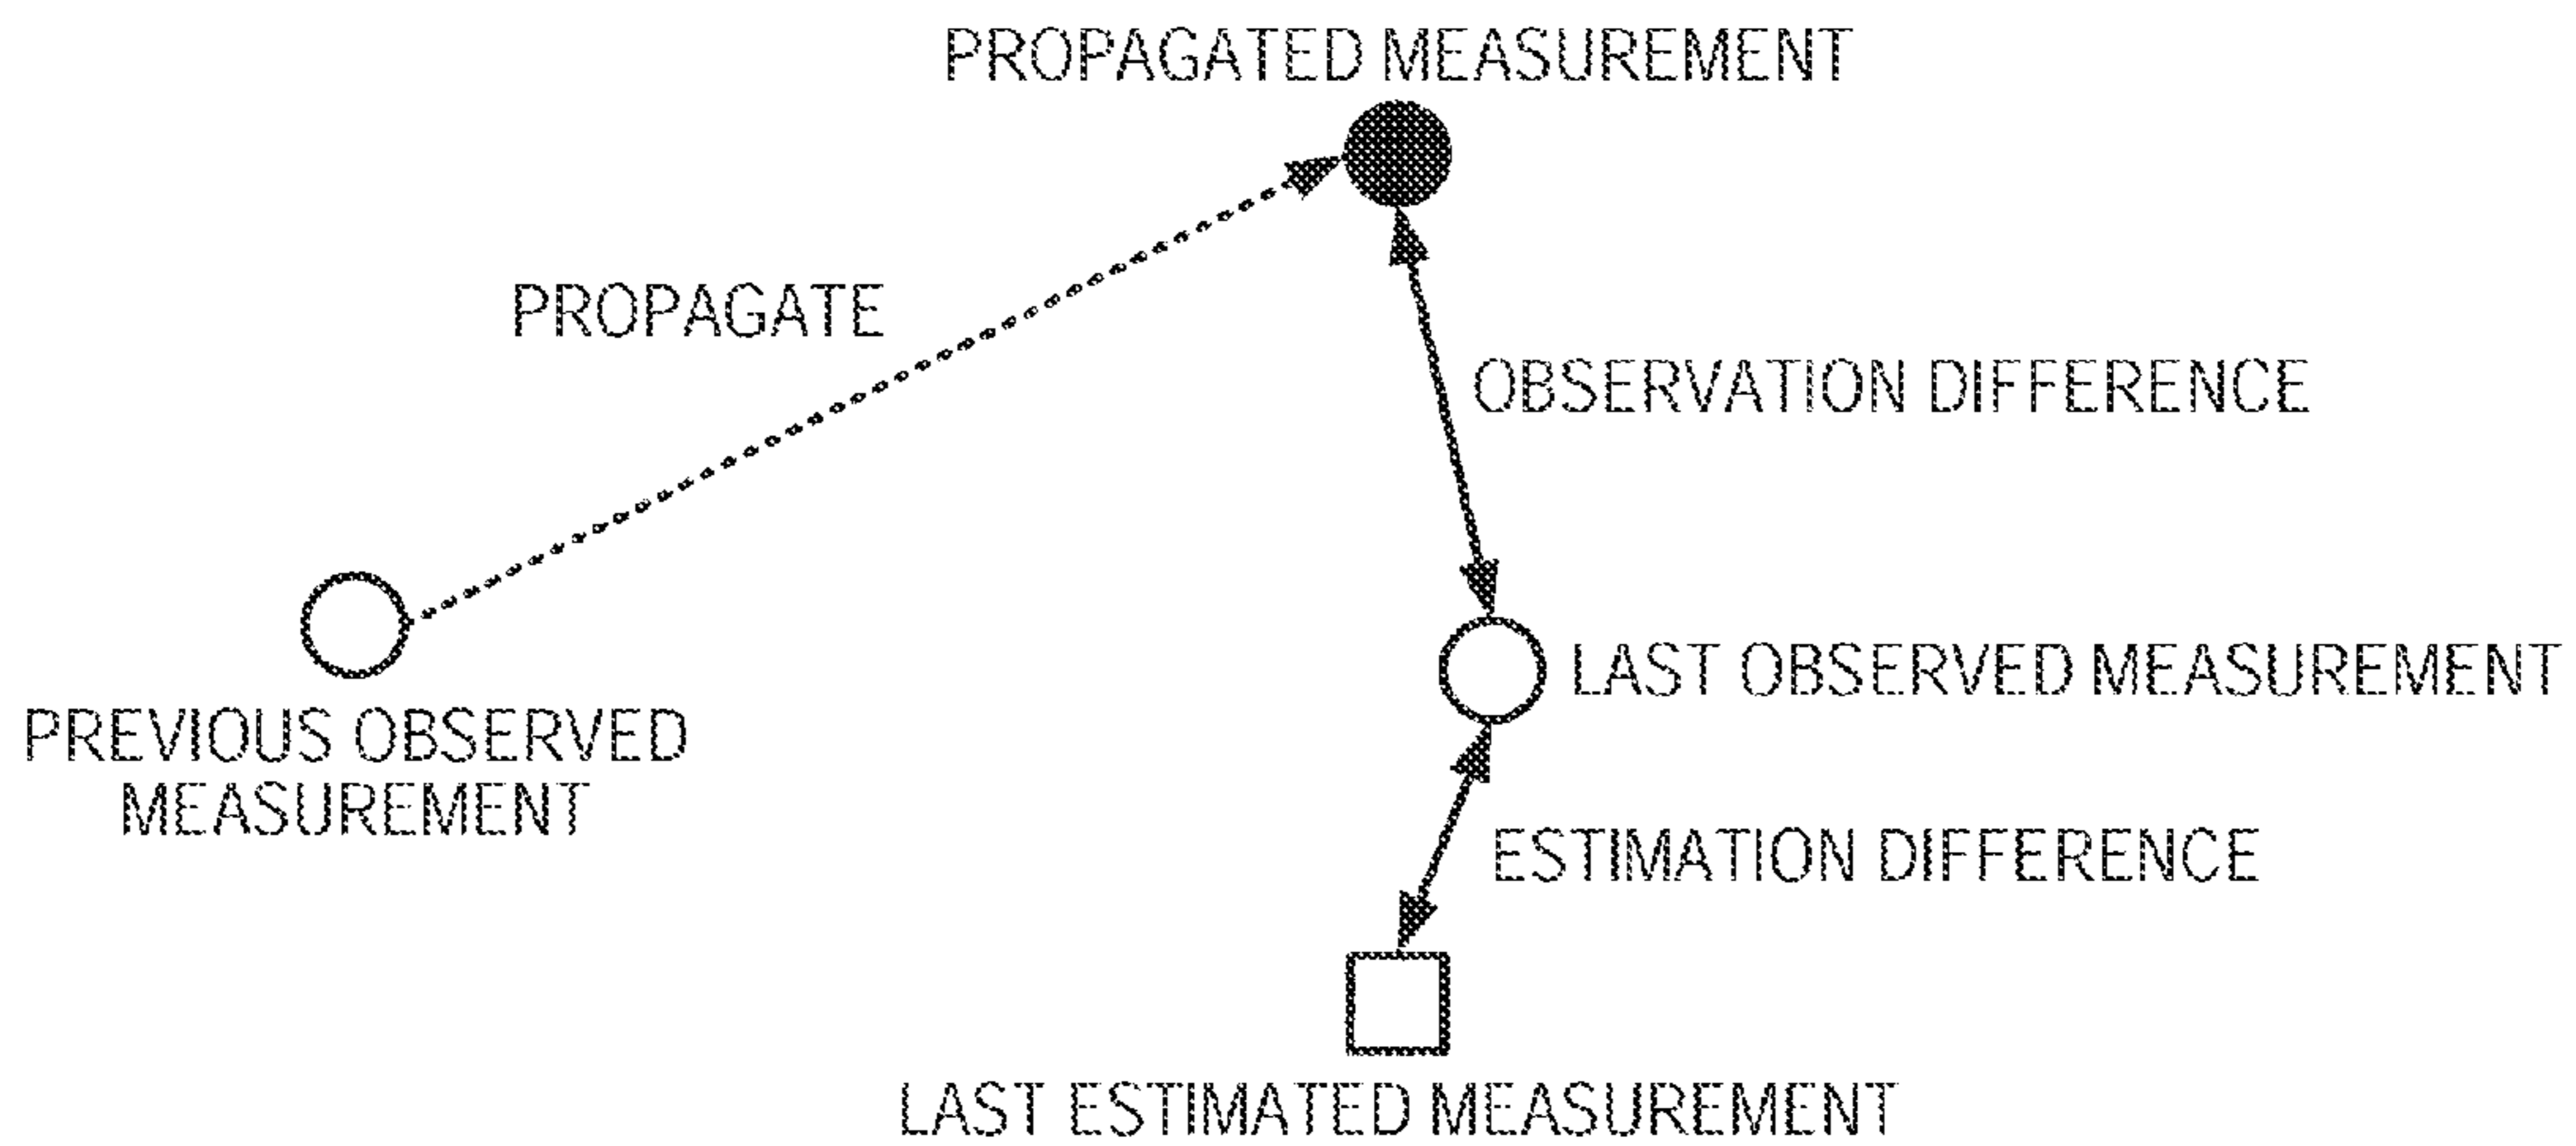 PROPAGATED MEASUREMENT
PROPAGATE
OBSERVATION DIFFERENCE
LAST OBSERVED MEASUREMENT
PREVIOUS OBSERVED
MEASUREMENT
ESTIMATION DIFFERENCE
LAST ESTIMATED MEASUREMENT